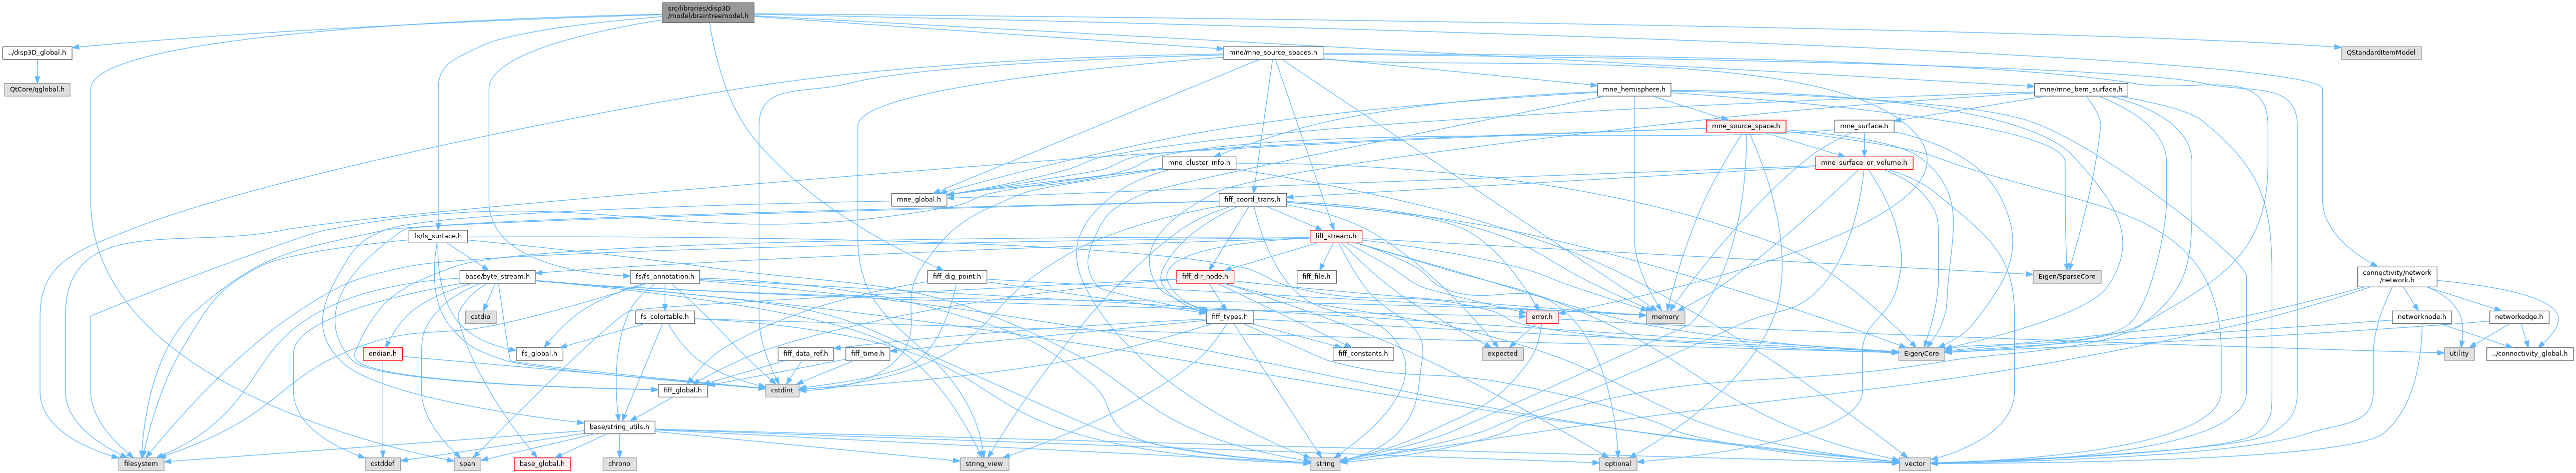 src/libraries/disp3D
/model/braintreemodel.h
../disp3D_global.h
mne/mne_source_spaces.h
QStandardItemModel
QtCore/qglobal.h
mne_hemisphere.h
mne/mne_bem_surface.h
mne_source_space.h
mne_surface.h
mne_cluster_info.h
mne_surface_or_volume.h
mne_global.h
fiff_coord_trans.h
fs/fs_surface.h
fiff_stream.h
base/byte_stream.h
fs/fs_annotation.h
fiff_dig_point.h
fiff_dir_node.h
fiff_file.h
Eigen/SparseCore
connectivity/network
/network.h
cstdio
fs_colortable.h
fiff_types.h
error.h
memory
networknode.h
networkedge.h
endian.h
fs_global.h
fiff_data_ref.h
fiff_time.h
fiff_constants.h
expected
Eigen/Core
utility
../connectivity_global.h
fiff_global.h
cstdint
base/string_utils.h
filesystem
cstddef
span
base_global.h
chrono
string_view
string
optional
vector